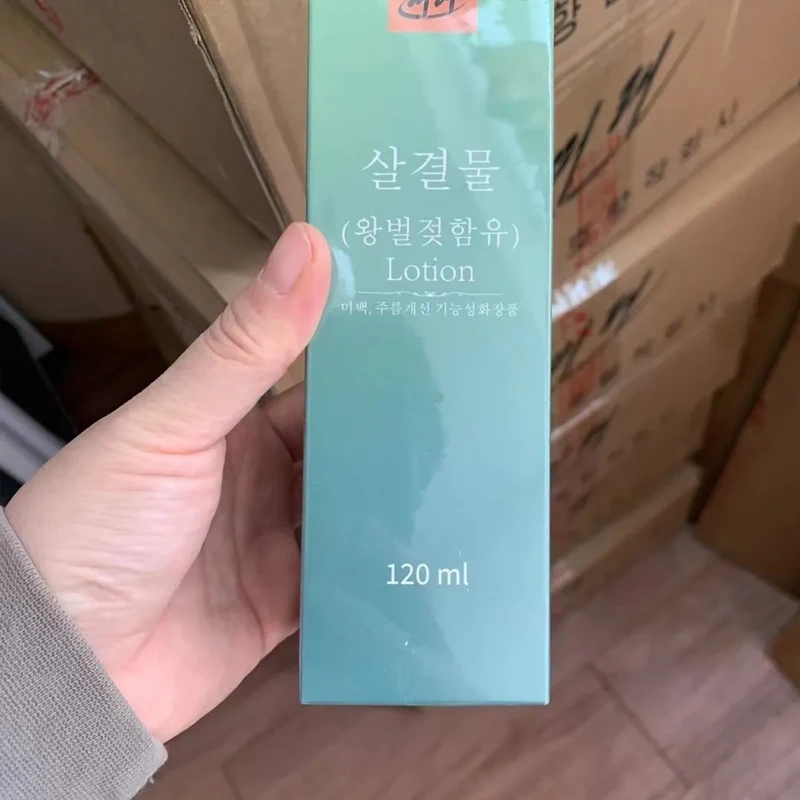 살결물
(왕벌젖함유)
Lotion
미백, 주름개선 기능성화장품
120 ml